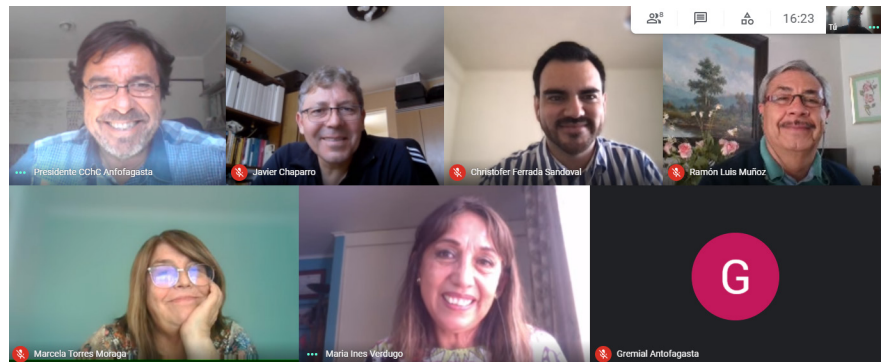 8
16:23
Tú
Presidente CChC Anfofagasta
Javier Chaparro
Christofer Ferrada Sandoval
Ramón Luis Muñoz
G
Marcela Torres Moraga
Maria Ines Verdugo
Gremial Antofagasta